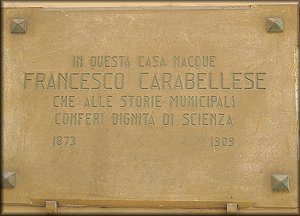 IN QUESTA CASA NACQUE
FRANCESCO CARABELLESE
CHE ALLE STORIE MUNICIPALI
CONFERÌ DIGNITÀ DI SCIENZA
1873 1909